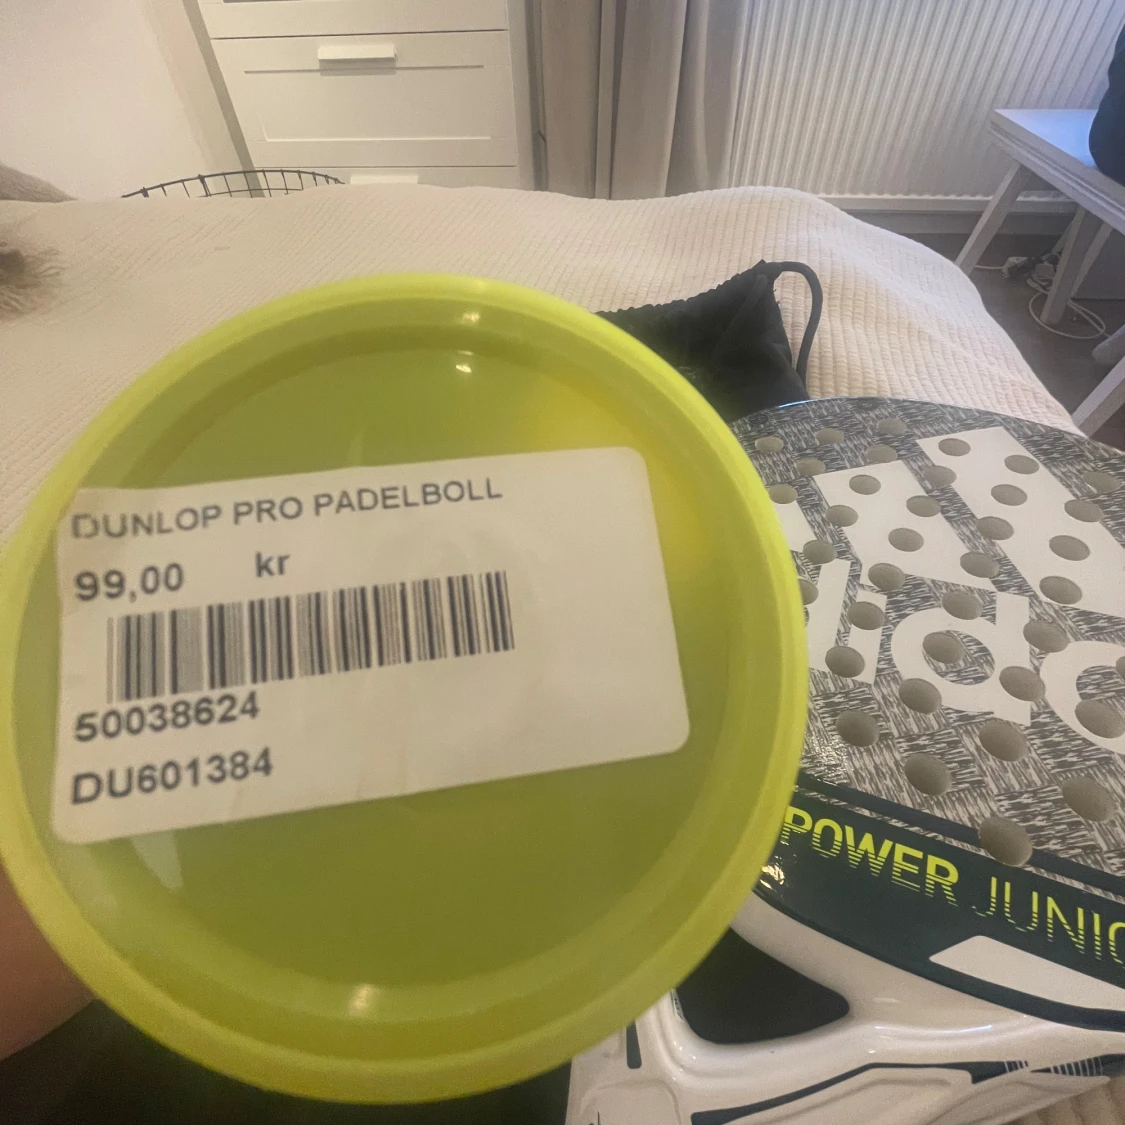 DUNLOP PRO PADELBOLL
99,00 kr
50038624
DU601384
POWER JUNIO